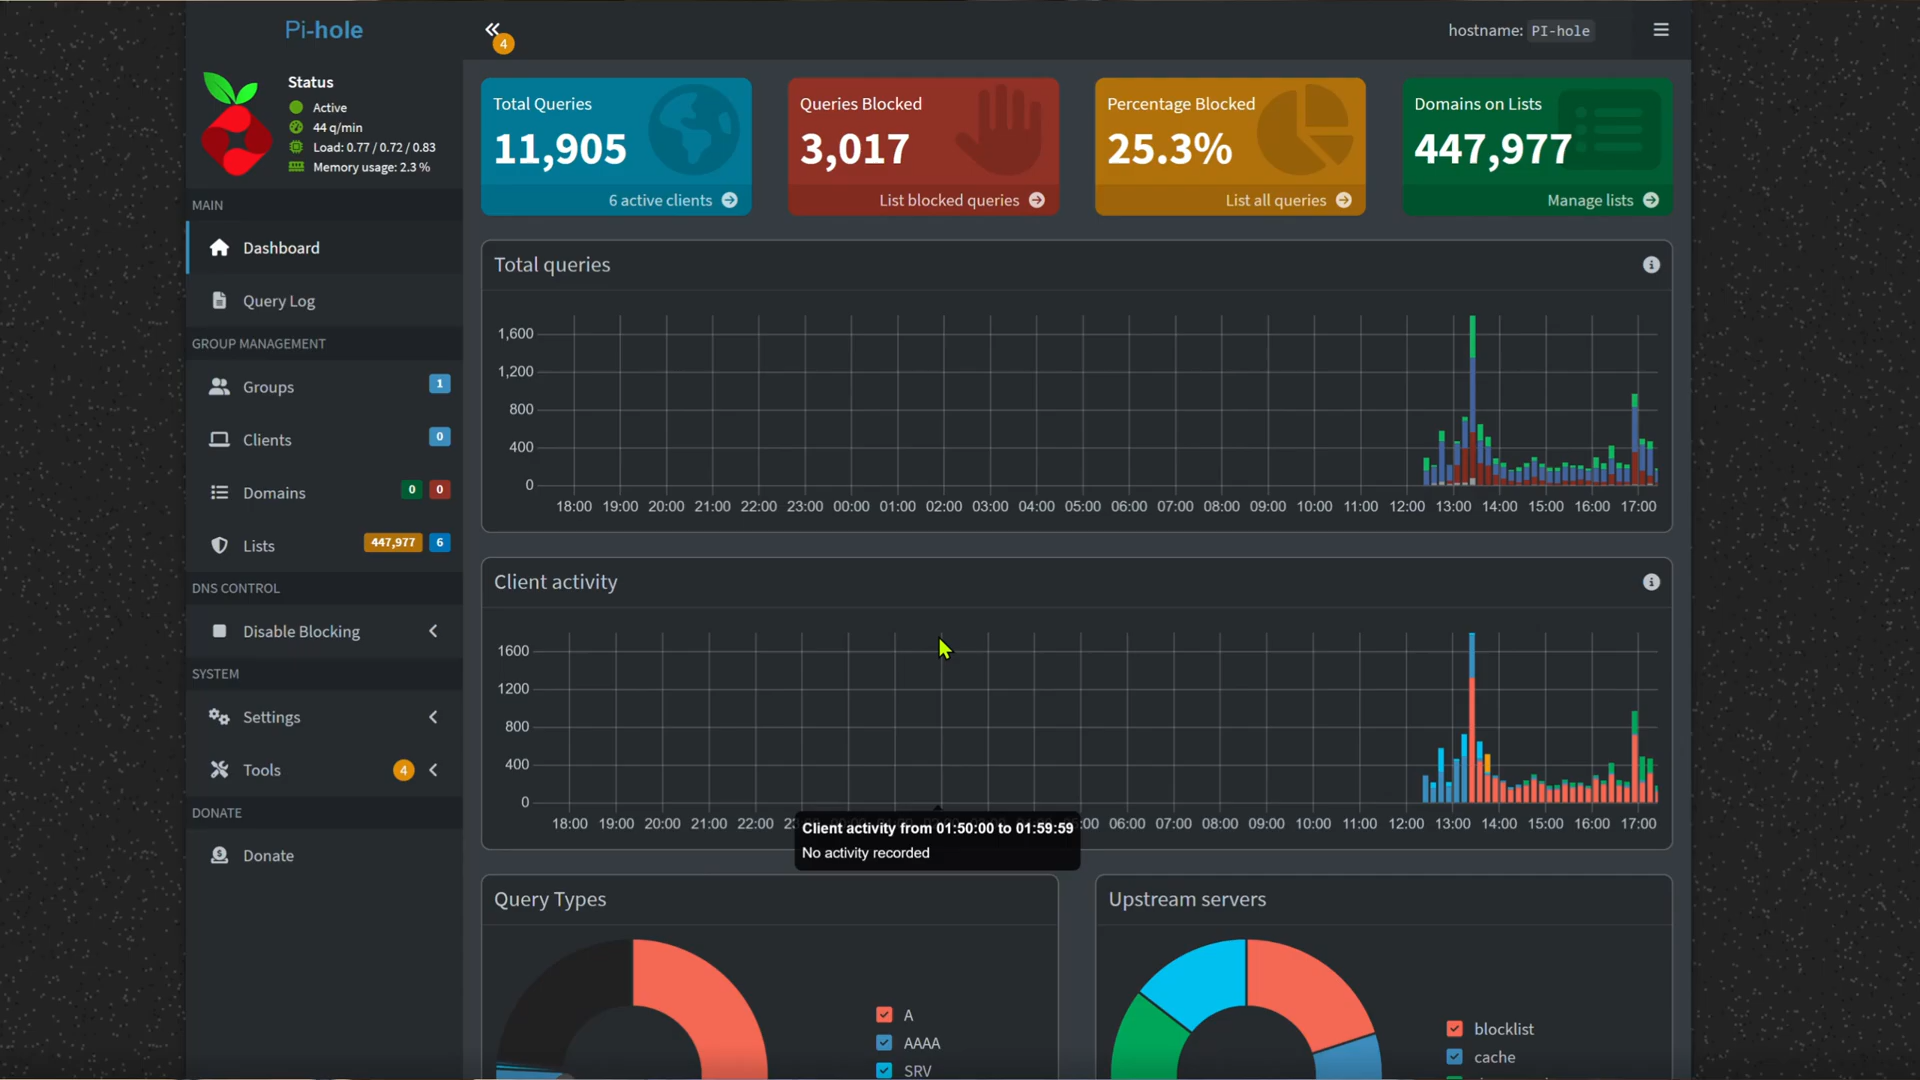 Pi-hole
4
hostname: PI-hole
Status
Active
44 q/min
Load: 0.77 / 0.72 / 0.83
Memory usage: 2.3 %
Total Queries
11,905
6 active clients
Queries Blocked
3,017
List blocked queries
Percentage Blocked
25.3%
List all queries
Domains on Lists
447,977
Manage lists
MAIN
Dashboard
Query Log
GROUP MANAGEMENT
Groups 1
Clients 0
Domains 0 0
Lists 447,977 6
DNS CONTROL
Disable Blocking
SYSTEM
Settings
Tools 4
DONATE
Donate
Total queries
1,600
1,200
800
400
0
18:00 19:00 20:00 21:00 22:00 23:00 00:00 01:00 02:00 03:00 04:00 05:00 06:00 07:00 08:00 09:00 10:00 11:00 12:00 13:00 14:00 15:00 16:00 17:00
Client activity
1600
1200
800
400
0
18:00 19:00 20:00 21:00 22:00 06:00 07:00 08:00 09:00 10:00 11:00 12:00 13:00 14:00 15:00 16:00 17:00
Client activity from 01:50:00 to 01:59:59
No activity recorded
Query Types
A
AAAA
SRV
Upstream servers
blocklist
cache